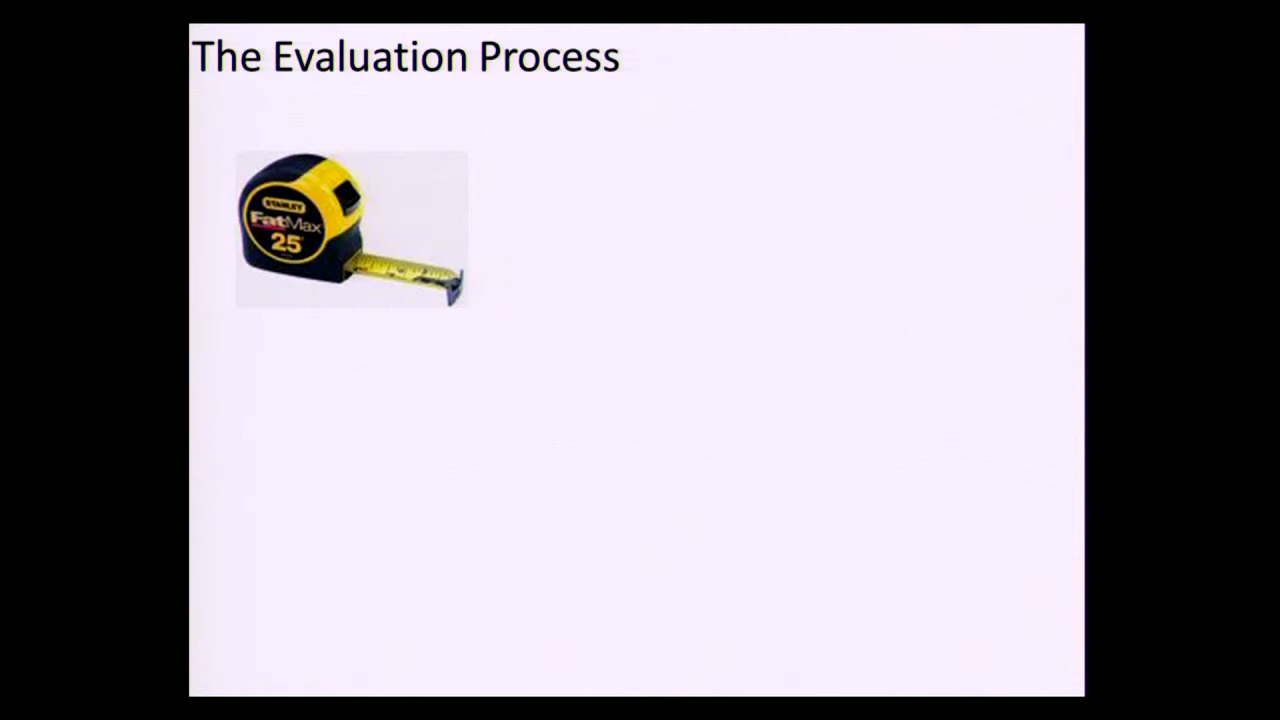 The Evaluation Process
STANLEY
FatMax
25'